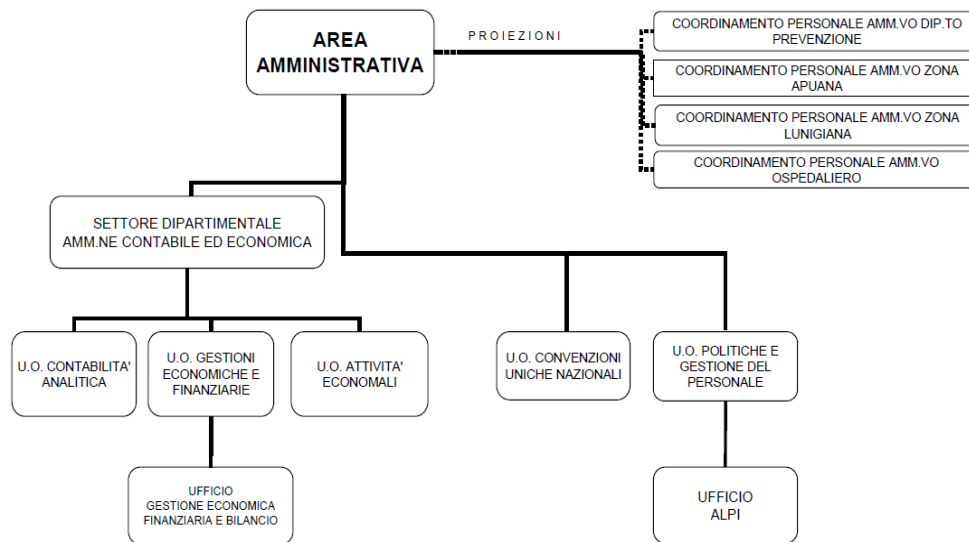 AREA
AMMINISTRATIVA
PROIEZIONI
COORDINAMENTO PERSONALE AMM.VO DIP.TO
PREVENZIONE
COORDINAMENTO PERSONALE AMM.VO ZONA
APUANA
COORDINAMENTO PERSONALE AMM.VO ZONA
LUNIGIANA
COORDINAMENTO PERSONALE AMM.VO
OSPEDALIERO
SETTORE DIPARTIMENTALE
AMM.NE CONTABILE ED ECONOMICA
U.O. CONTABILITA'
ANALITICA
U.O. GESTIONI
ECONOMICHE E
FINANZIARIE
U.O. ATTIVITA'
ECONOMALI
U.O. CONVENZIONI
UNICHE NAZIONALI
U.O. POLITICHE E
GESTIONE DEL
PERSONALE
UFFICIO
GESTIONE ECONOMICA
FINANZIARIA E BILANCIO
UFFICIO
ALPI